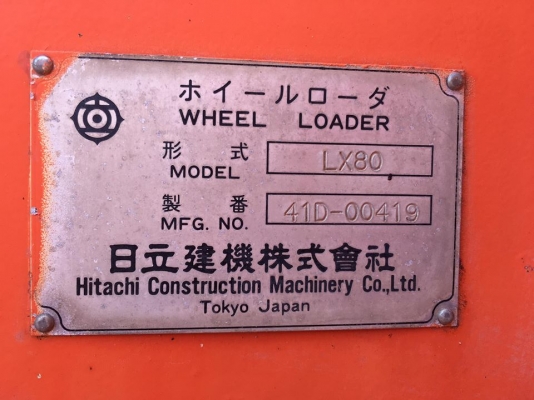 ホイールローダ
WHEEL LOADER
形式 LX80
MODEL
製番 41D-00419
MFG. NO.
日立建機株式會社
Hitachi Construction Machinery Co.,Ltd.
Tokyo Japan